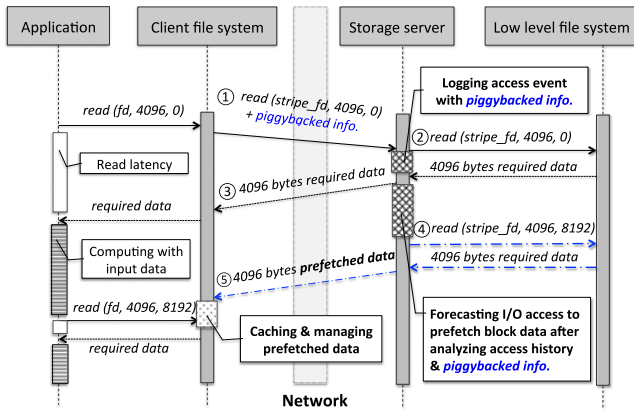 Application
Client file system
Storage server
Low level file system
Logging access event
with piggybacked info.
read (fd, 4096, 0)
① read (stripe_fd, 4096, 0)
+ piggybacked info.
② read (stripe_fd, 4096, 0)
Read latency
4096 bytes required data
③ 4096 bytes required data
required data
④ read (stripe_fd, 4096, 8192)
Computing with
input data
4096 bytes required data
⑤ 4096 bytes prefetched data
read (fd, 4096, 8192)
Caching & managing
prefetched data
required data
Forecasting I/O access to
prefetch block data after
analyzing access history
& piggybacked info.
Network